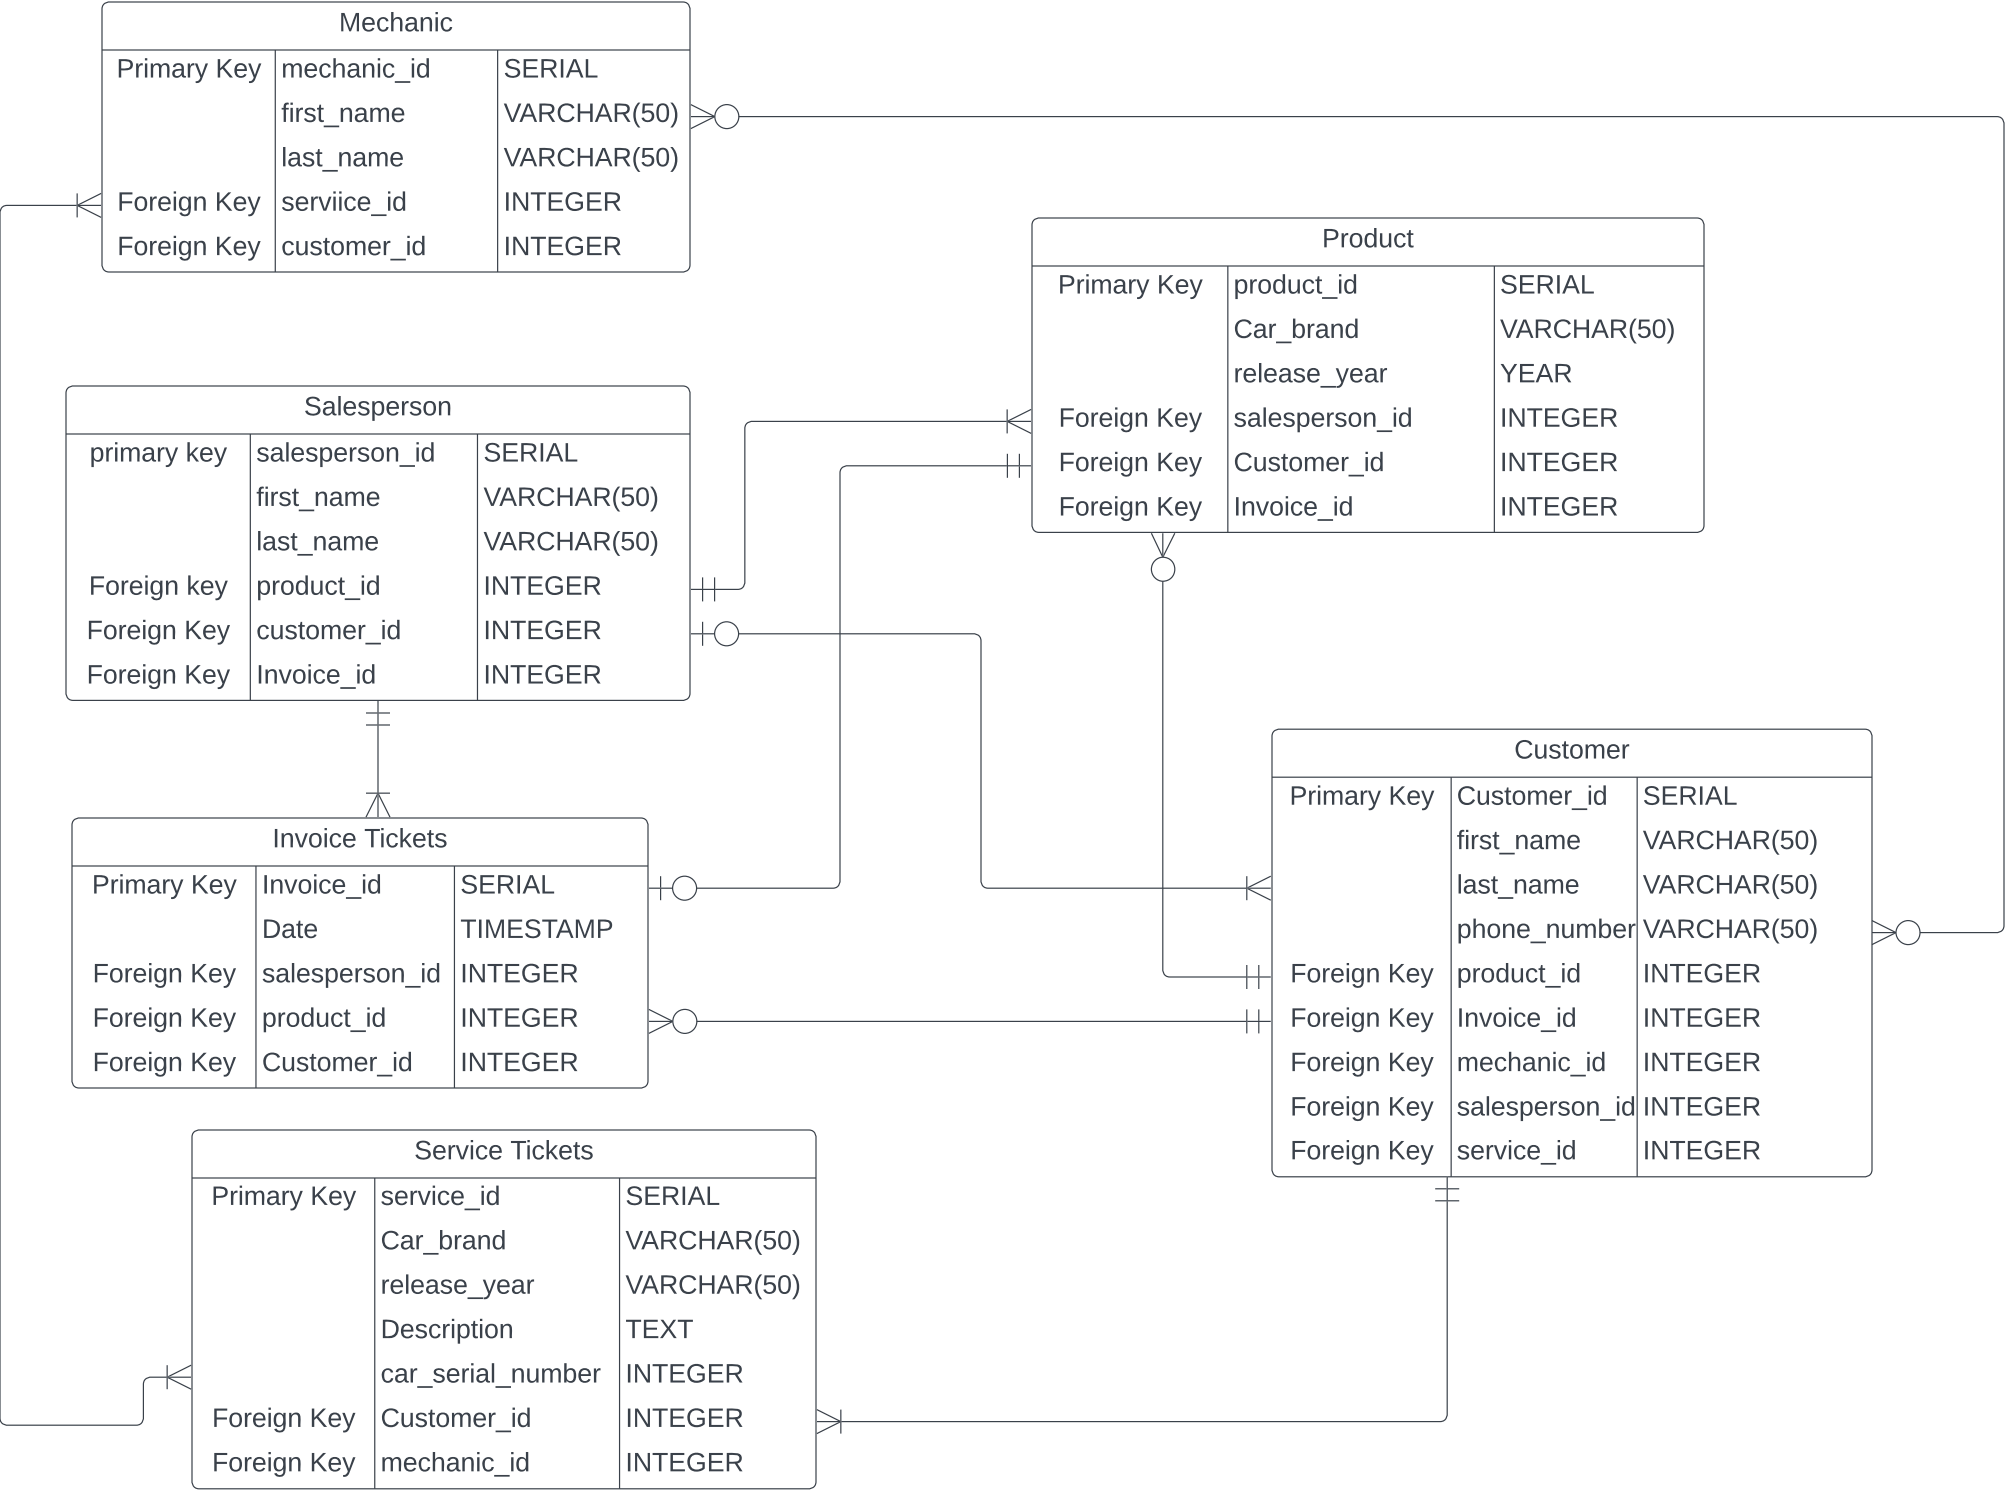 Mechanic
Primary Key mechanic_id SERIAL
first_name VARCHAR(50)
last_name VARCHAR(50)
Foreign Key serviice_id INTEGER
Foreign Key customer_id INTEGER
Product
Primary Key product_id SERIAL
Car_brand VARCHAR(50)
release_year YEAR
Foreign Key salesperson_id INTEGER
Foreign Key Customer_id INTEGER
Foreign Key Invoice_id INTEGER
Salesperson
primary key salesperson_id SERIAL
first_name VARCHAR(50)
last_name VARCHAR(50)
Foreign key product_id INTEGER
Foreign Key customer_id INTEGER
Foreign Key Invoice_id INTEGER
Customer
Primary Key Customer_id SERIAL
first_name VARCHAR(50)
last_name VARCHAR(50)
phone_number VARCHAR(50)
Foreign Key product_id INTEGER
Foreign Key Invoice_id INTEGER
Foreign Key mechanic_id INTEGER
Foreign Key salesperson_id INTEGER
Foreign Key service_id INTEGER
Invoice Tickets
Primary Key Invoice_id SERIAL
Date TIMESTAMP
Foreign Key salesperson_id INTEGER
Foreign Key product_id INTEGER
Foreign Key Customer_id INTEGER
Service Tickets
Primary Key service_id SERIAL
Car_brand VARCHAR(50)
release_year VARCHAR(50)
Description TEXT
car_serial_number INTEGER
Foreign Key Customer_id INTEGER
Foreign Key mechanic_id INTEGER